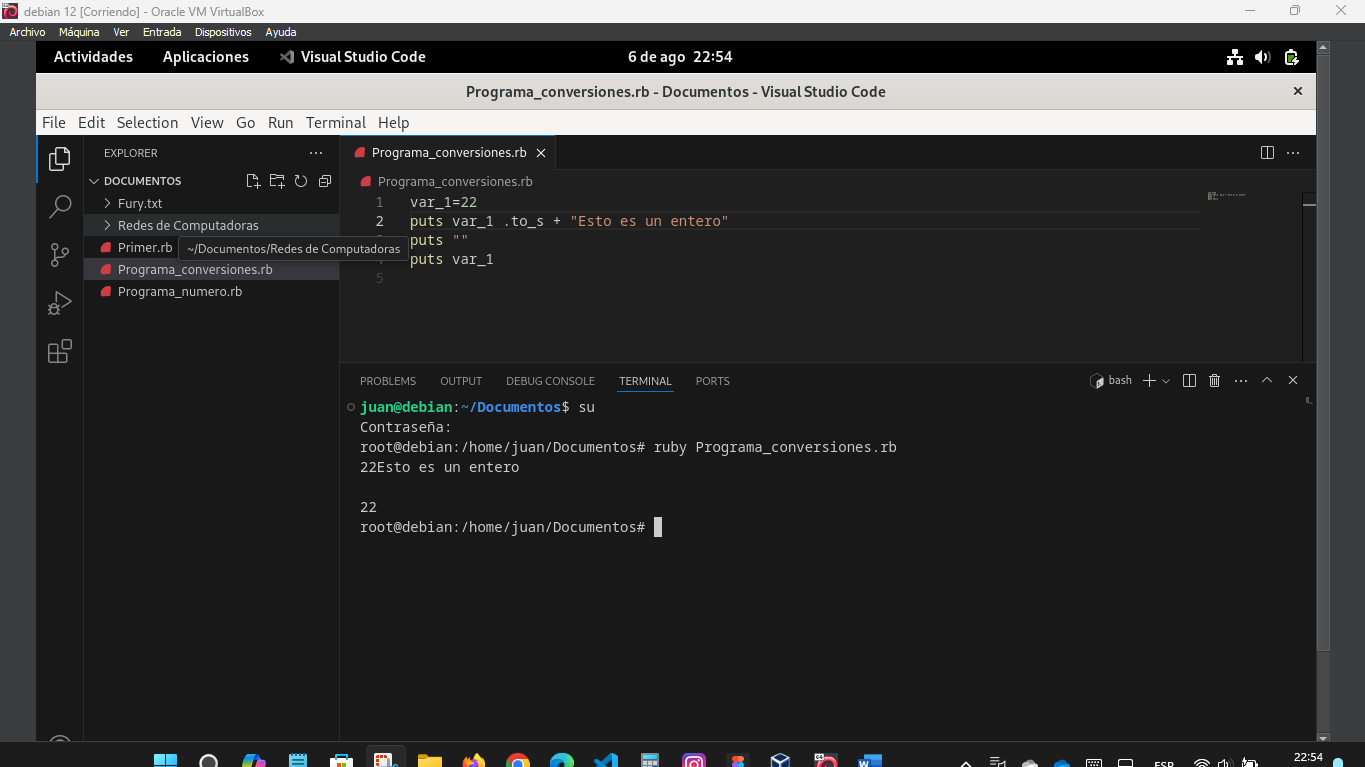 debian 12 [Corriendo] - Oracle VM VirtualBox
Archivo Máquina Ver Entrada Dispositivos Ayuda
Actividades Aplicaciones Visual Studio Code 6 de ago 22:54
Programa_conversiones.rb - Documentos - Visual Studio Code
File Edit Selection View Go Run Terminal Help
EXPLORER
DOCUMENTOS
Fury.txt
Redes de Computadoras
Primer.rb
~/Documentos/Redes de Computadoras
Programa_conversiones.rb
Programa_numero.rb
Programa_conversiones.rb
Programa_conversiones.rb
1 var_1=22
2 puts var_1 .to_s + "Esto es un entero"
puts ""
puts var_1
5
PROBLEMS OUTPUT DEBUG CONSOLE TERMINAL PORTS
bash
juan@debian:~/Documentos$ su
Contraseña:
root@debian:/home/juan/Documentos# ruby Programa_conversiones.rb
22Esto es un entero
22
root@debian:/home/juan/Documentos#
ESP
22:54